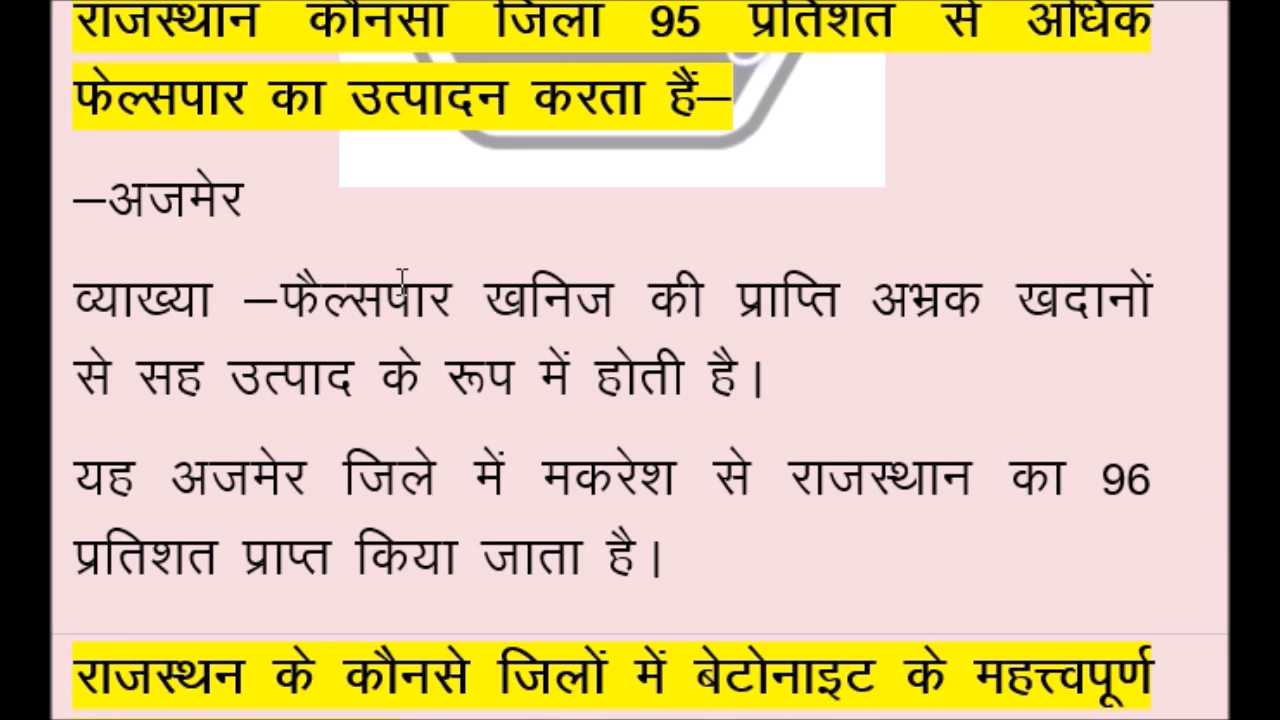 राजस्थान कौनसा जिला 95 प्रतिशत से अधिक
फेल्सपार का उत्पादन करता हैं–
–अजमेर
व्याख्या –फैल्सपार खनिज की प्राप्ति अभ्रक खदानों
से सह उत्पाद के रूप में होती है।
यह अजमेर जिले में मकरेश से राजस्थान का 96
प्रतिशत प्राप्त किया जाता है।
राजस्थन के कौनसे जिलों में बेटोनाइट के महत्त्वपूर्ण